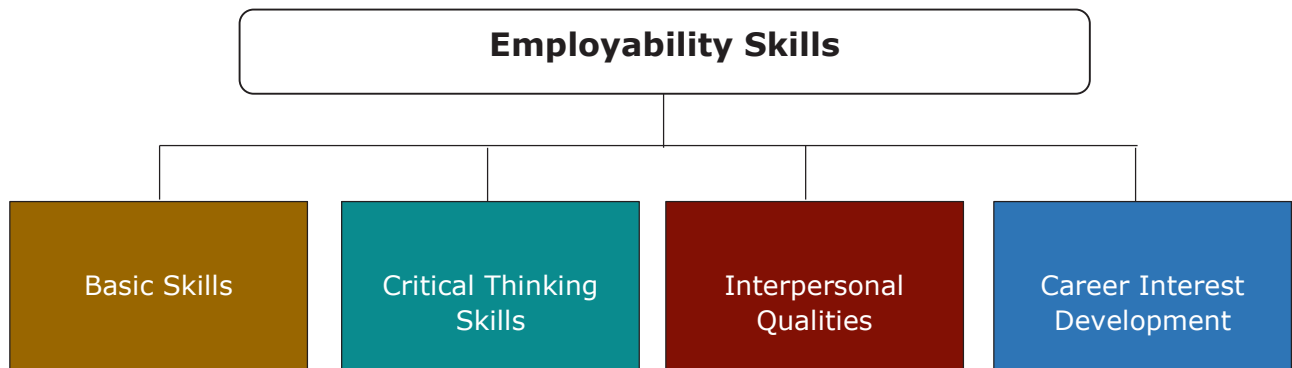 Employability Skills
Basic Skills
Critical Thinking
Skills
Interpersonal
Qualities
Career Interest
Development